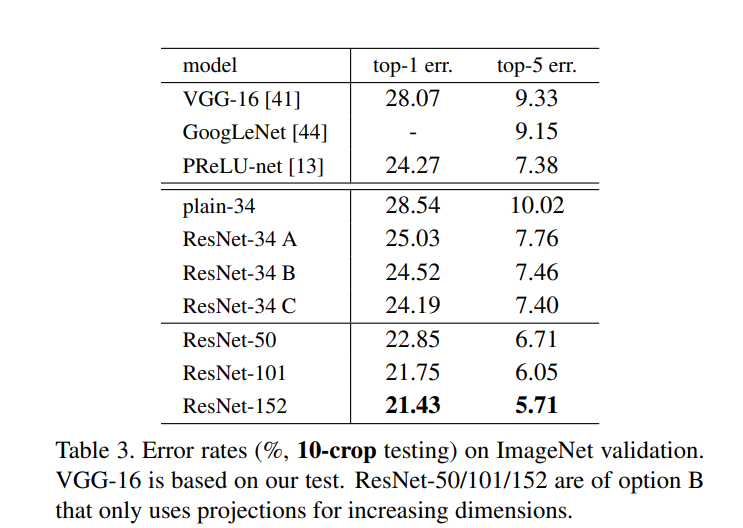 model top-1 err. top-5 err.
VGG-16 [41] 28.07 9.33
GoogLeNet [44] - 9.15
PReLU-net [13] 24.27 7.38
plain-34 28.54 10.02
ResNet-34 A 25.03 7.76
ResNet-34 B 24.52 7.46
ResNet-34 C 24.19 7.40
ResNet-50 22.85 6.71
ResNet-101 21.75 6.05
ResNet-152 21.43 5.71
Table 3. Error rates (%, 10-crop testing) on ImageNet validation.
VGG-16 is based on our test. ResNet-50/101/152 are of option B
that only uses projections for increasing dimensions.